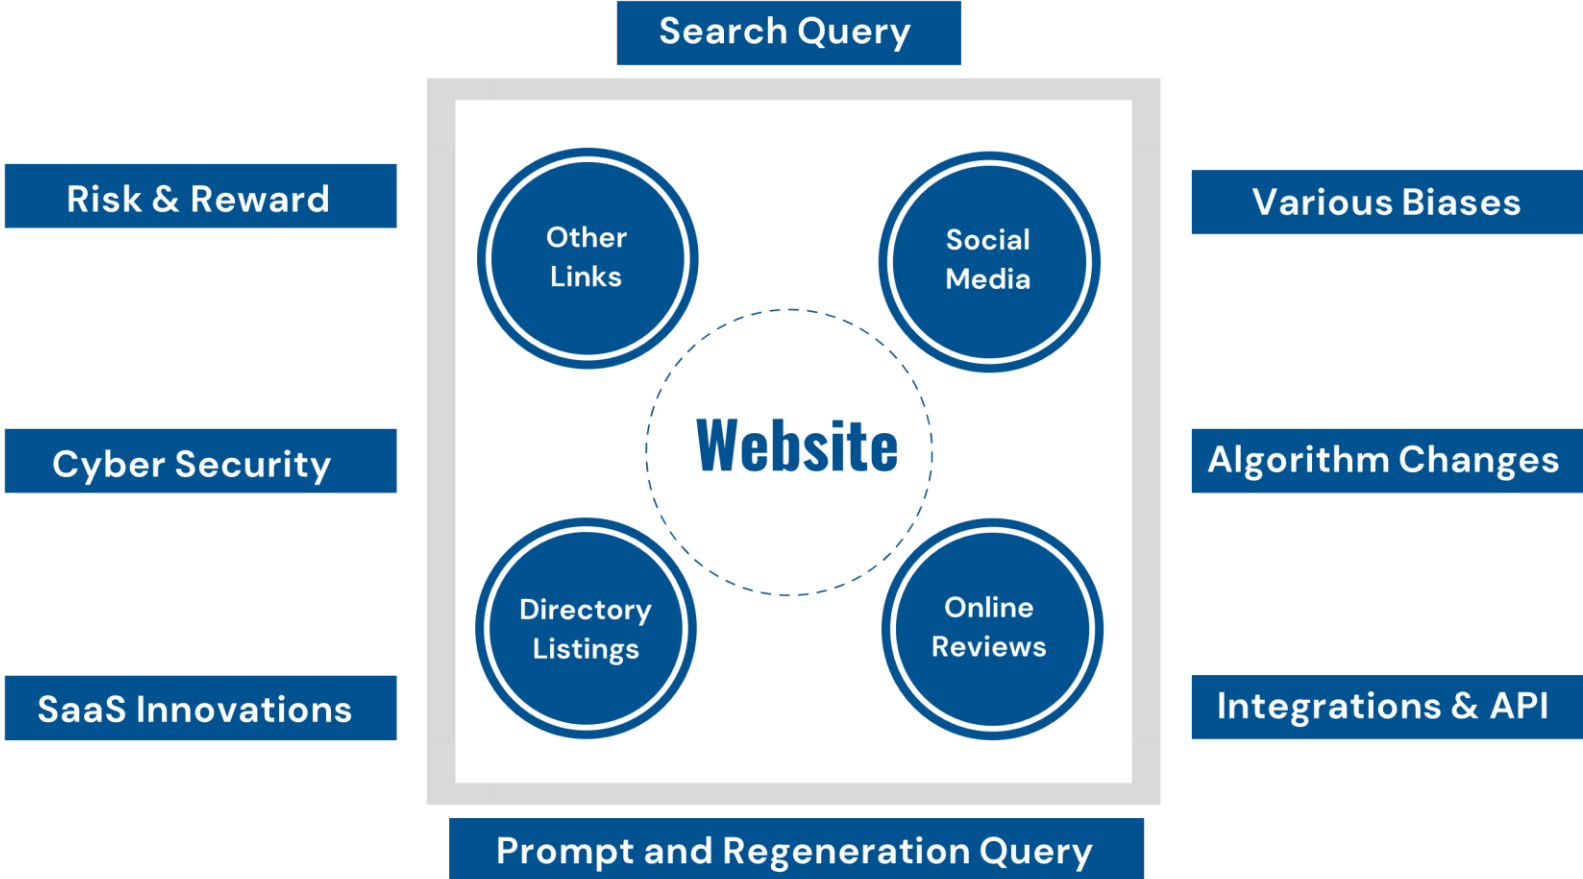 Search Query
Risk & Reward
Various Biases
Other
Links
Social
Media
Website
Cyber Security
Algorithm Changes
Directory
Listings
Online
Reviews
SaaS Innovations
Integrations & API
Prompt and Regeneration Query